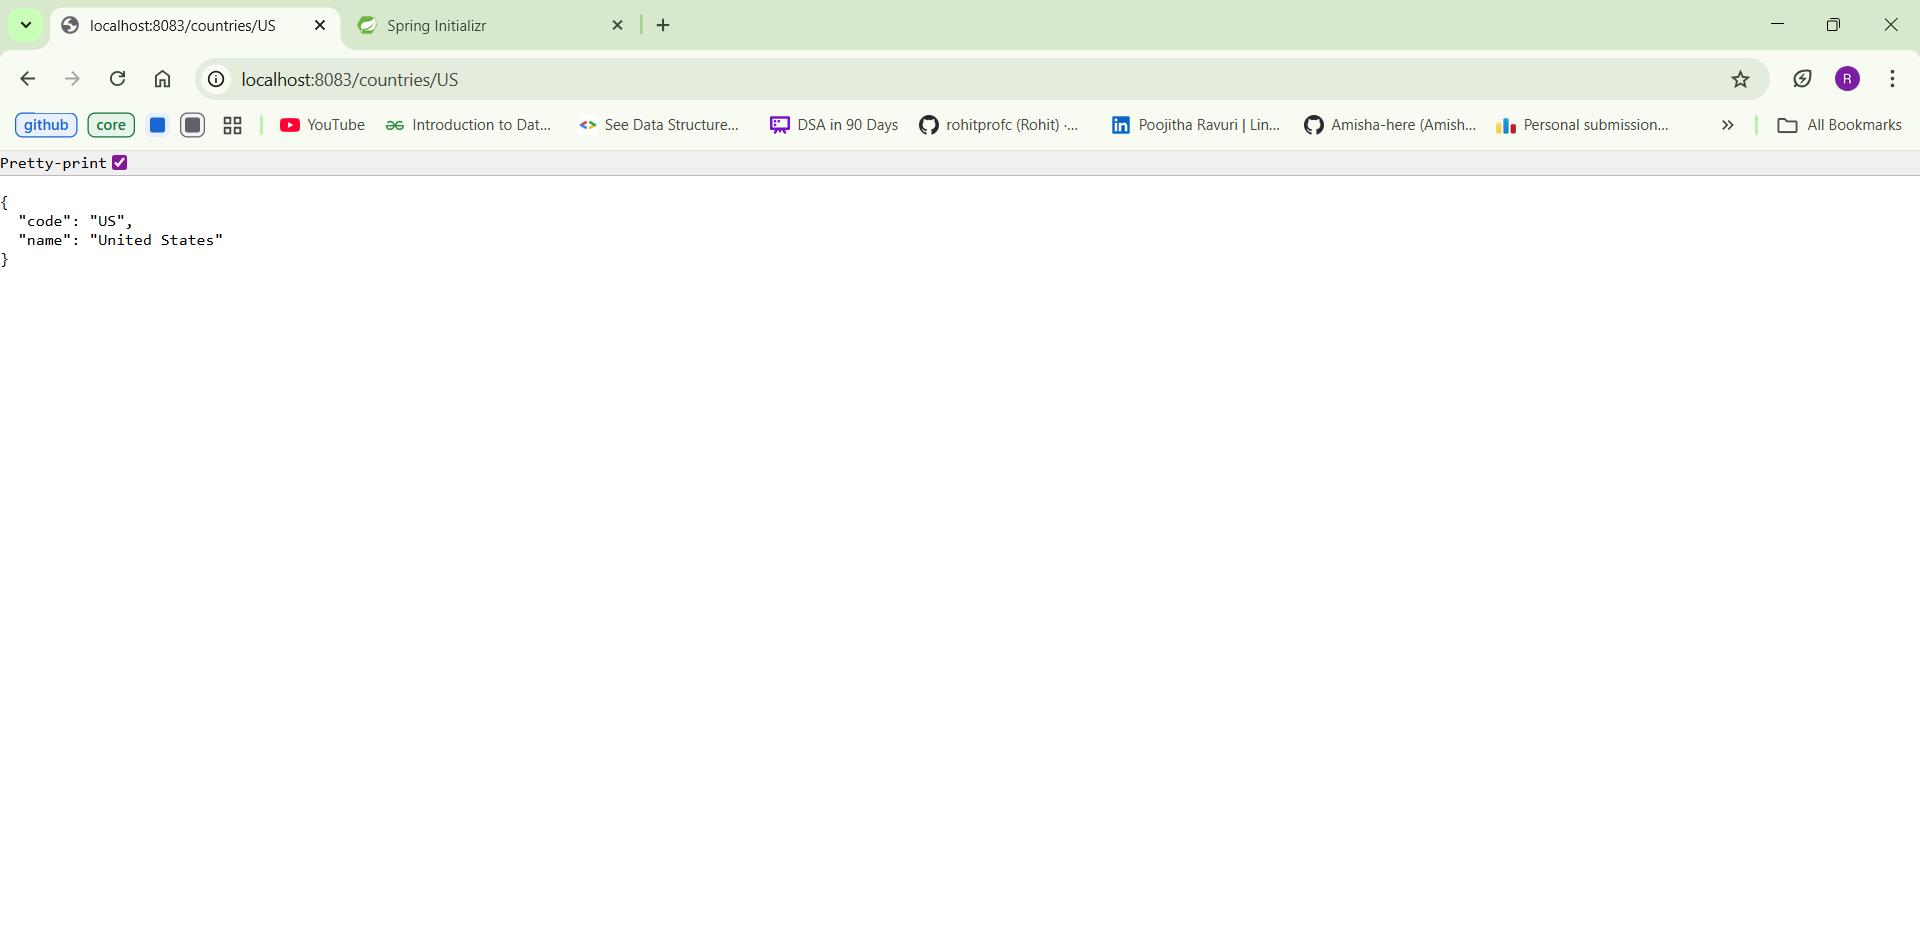 localhost:8083/countries/US
Spring Initializr
localhost:8083/countries/US
R
github
core
YouTube
Introduction to Dat...
See Data Structure...
DSA in 90 Days
rohitprofc (Rohit) ·...
Poojitha Ravuri | Lin...
Amisha-here (Amish...
Personal submission...
All Bookmarks
Pretty-print
{
  "code": "US",
  "name": "United States"
}